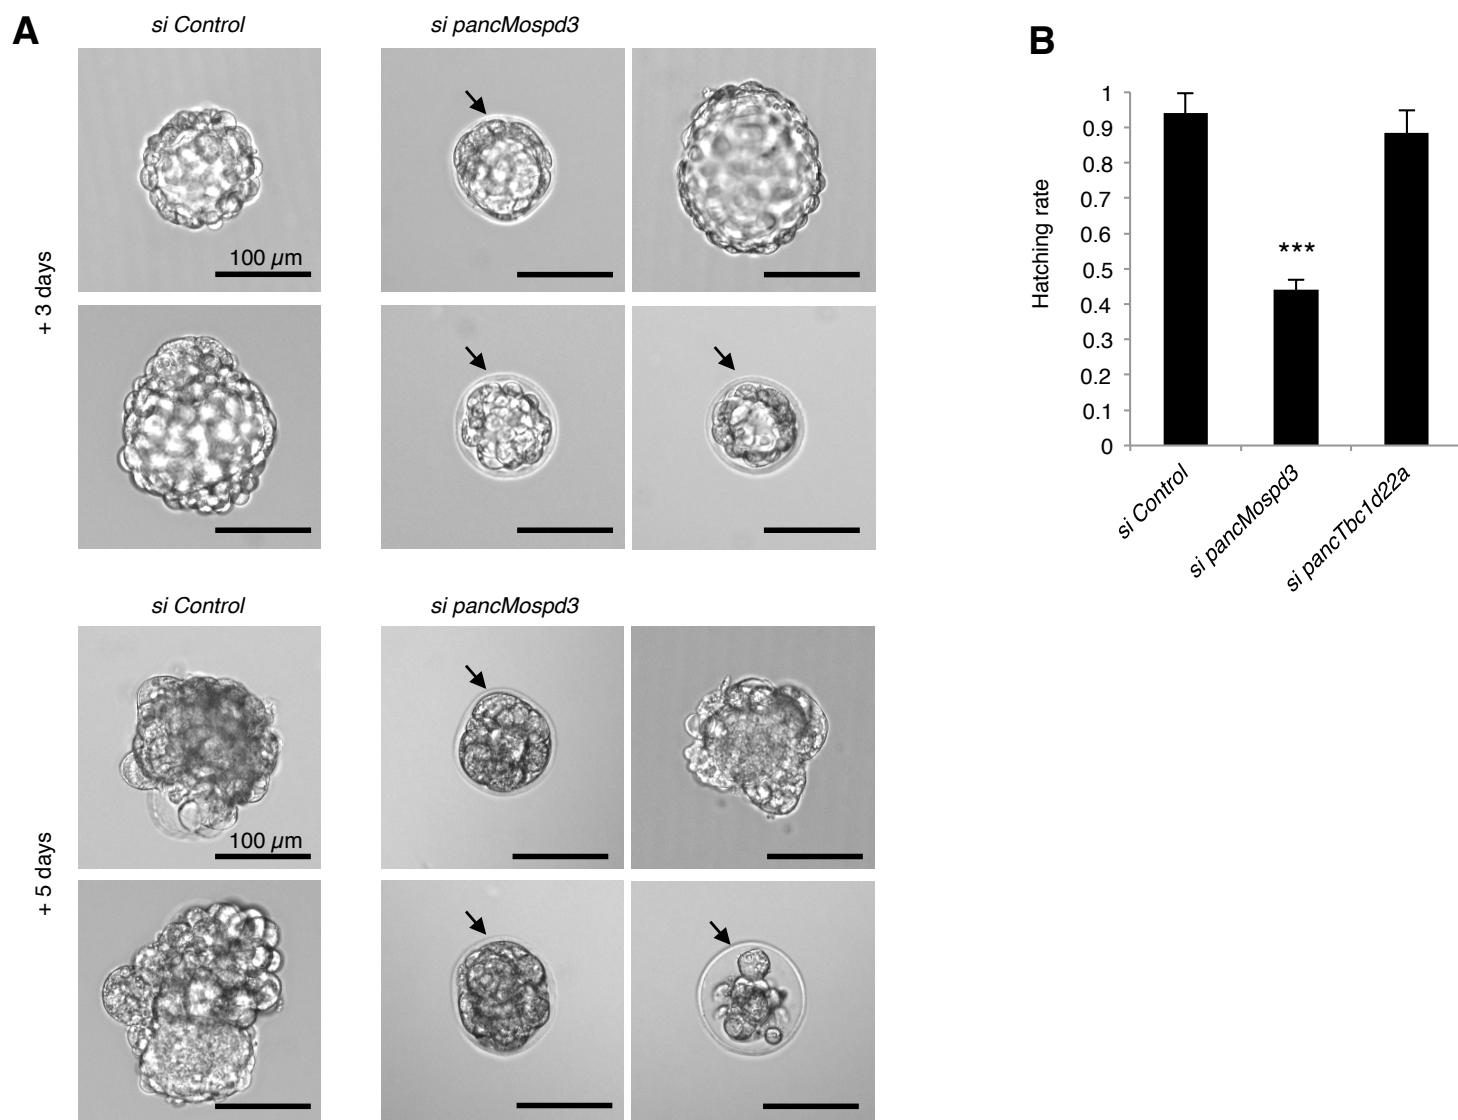 A
si Control
si pancMospd3
+ 3 days
100 µm
si Control
si pancMospd3
+ 5 days
100 µm
B
Hatching rate
1
0.9
0.8
0.7
0.6
0.5
0.4
0.3
0.2
0.1
0
***
si Control
si pancMospd3
si pancTbc1d22a